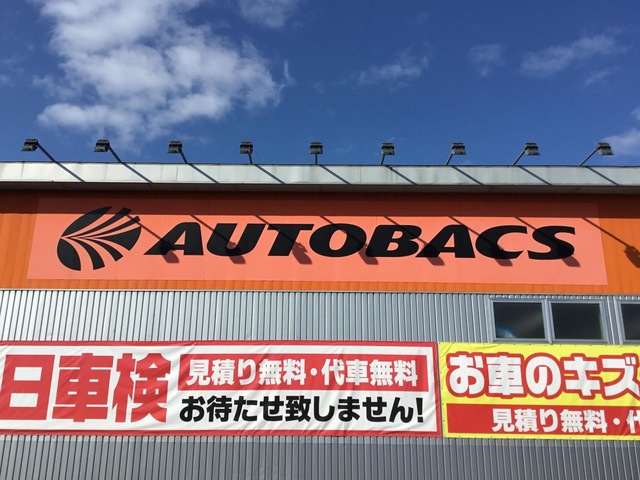 AUTOBACS
日車検
見積り無料・代車無料
お待たせ致しません!
お車のキズ
見積り無料・代